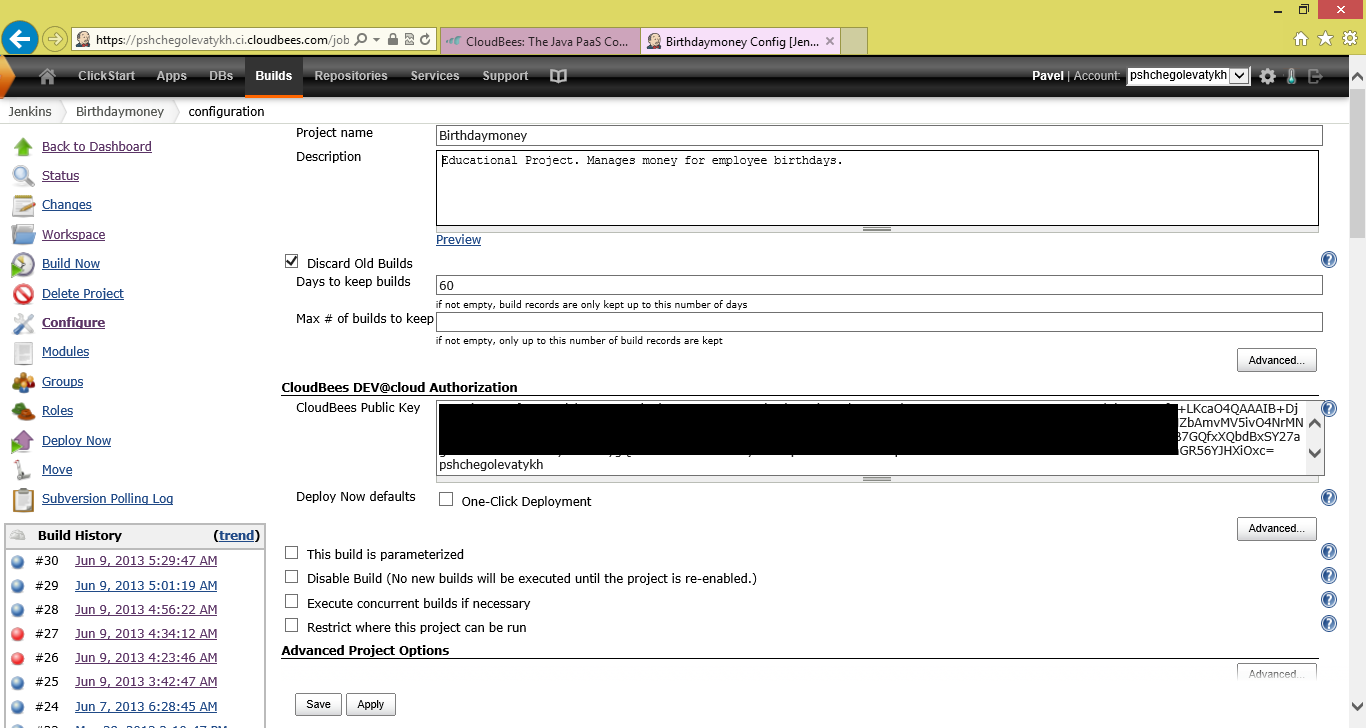 https://pshchegolevatykh.ci.cloudbees.com/job
CloudBees: The Java PaaS Co...
Birthdaymoney Config [Jen...
ClickStart Apps DBs Builds Repositories Services Support
Pavel | Account: pshchegolevatykh
Jenkins Birthdaymoney configuration
Back to Dashboard
Status
Changes
Workspace
Build Now
Delete Project
Configure
Modules
Groups
Roles
Deploy Now
Move
Subversion Polling Log
Build History (trend)
#30 Jun 9, 2013 5:29:47 AM
#29 Jun 9, 2013 5:01:19 AM
#28 Jun 9, 2013 4:56:22 AM
#27 Jun 9, 2013 4:34:12 AM
#26 Jun 9, 2013 4:23:46 AM
#25 Jun 9, 2013 3:42:47 AM
#24 Jun 7, 2013 6:28:45 AM
Project name Birthdaymoney
Description Educational Project. Manages money for employee birthdays.
Preview
Discard Old Builds
Days to keep builds 60
if not empty, build records are only kept up to this number of days
Max # of builds to keep
if not empty, only up to this number of build records are kept
Advanced...
CloudBees DEV@cloud Authorization
CloudBees Public Key +LKcaO4QAAAIB+Dj
ZbAmvMV5ivO4NrMN
7GQfxXQbdBxSY27a
GR56YJHXiOxc=
pshchegolevatykh
Deploy Now defaults One-Click Deployment
Advanced...
This build is parameterized
Disable Build (No new builds will be executed until the project is re-enabled.)
Execute concurrent builds if necessary
Restrict where this project can be run
Advanced Project Options
Advanced...
Save Apply